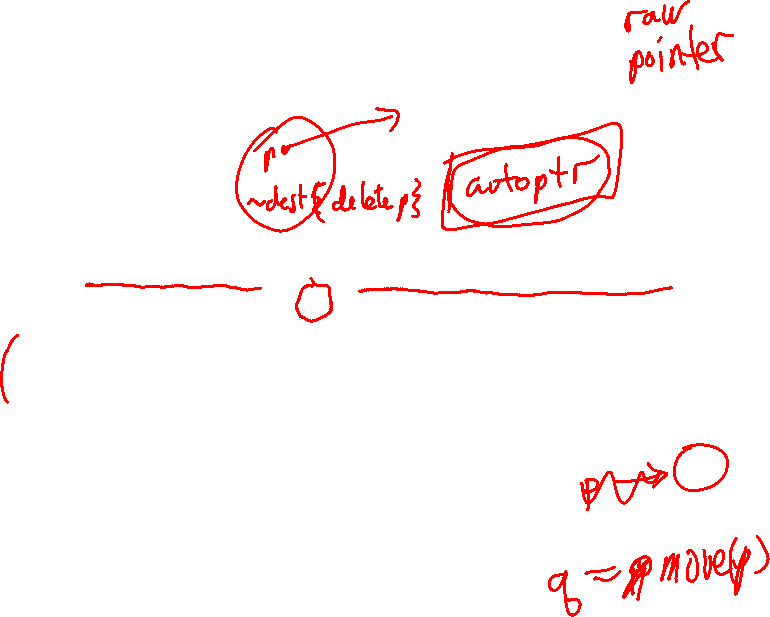 raw
pointer
p
~dest{delete p}
autoptr
p
q = move(p)